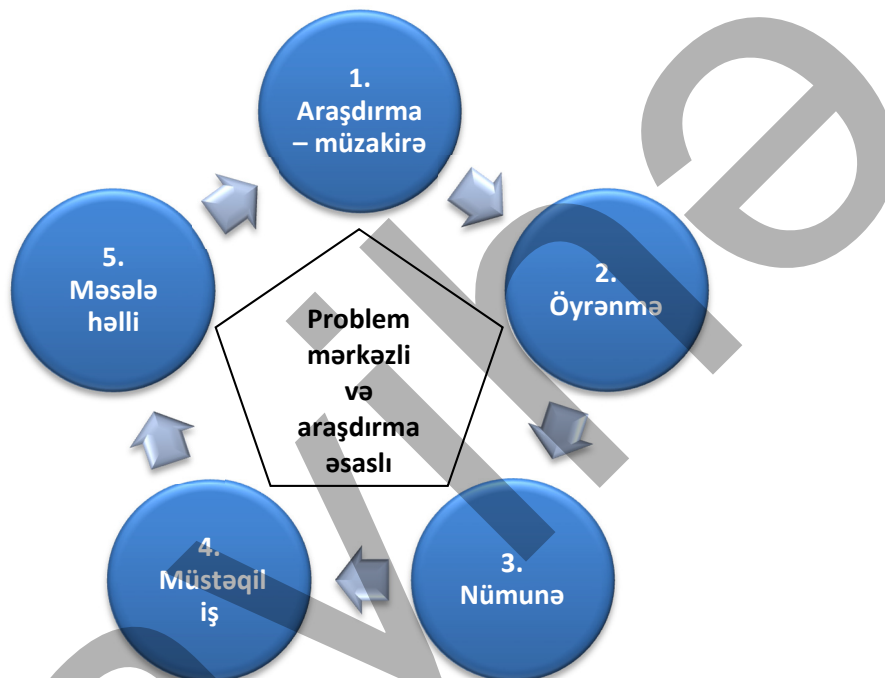 1.
Araşdırma
– müzakirə
2.
Öyrənmə
3.
Nümunə
4.
Müstəqil
iş
5.
Məsələ
həlli
Problem
mərkəzli
və
araşdırma
əsaslı